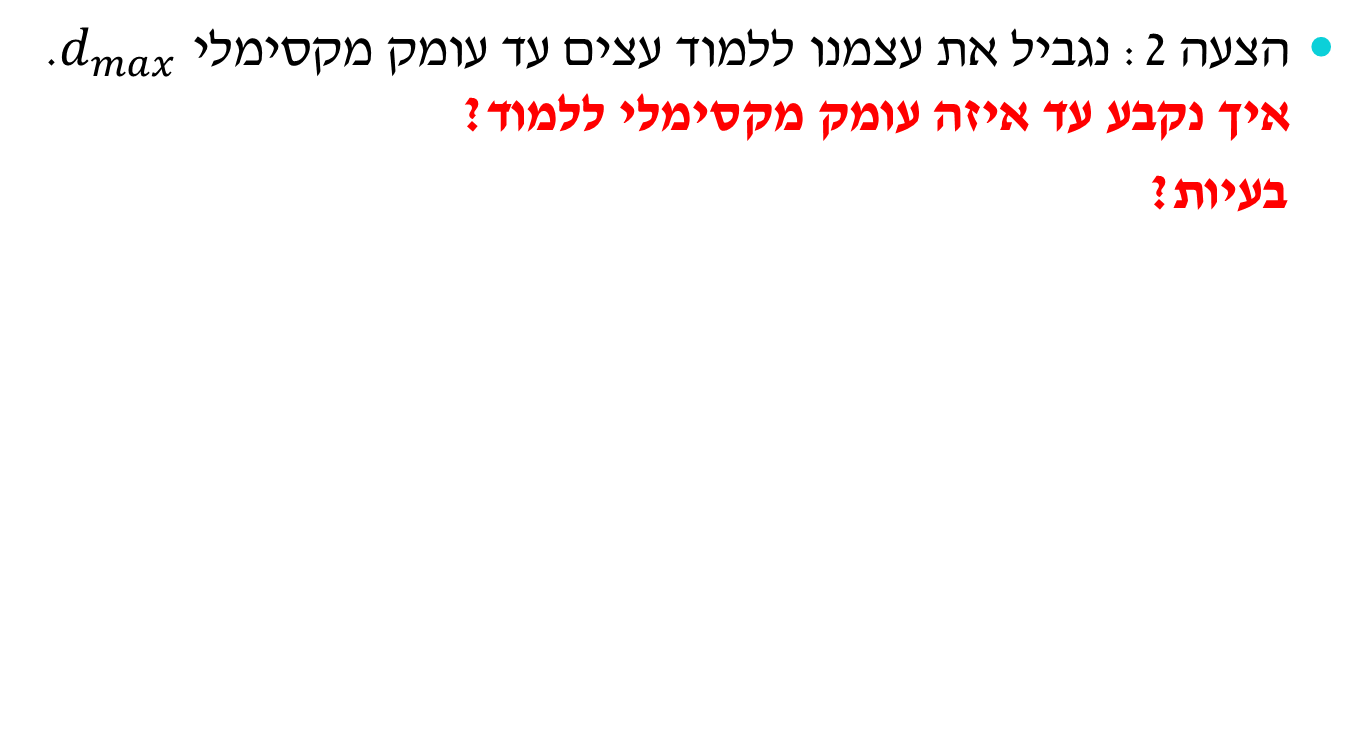 • הצעה 2: נגביל את עצמנו ללמוד עצים עד עומק מקסימלי $d_{max}$.
איך נקבע עד איזה עומק מקסימלי ללמוד?
בעיות?